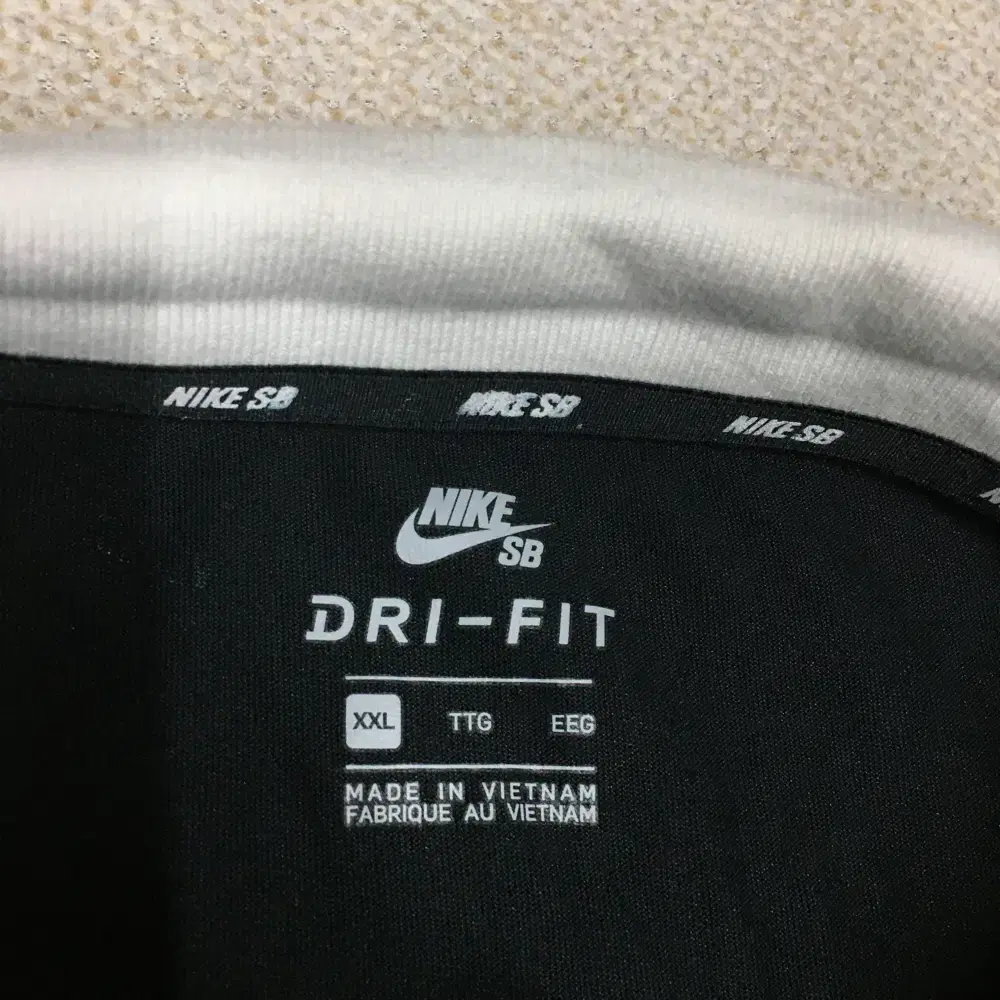 NIKE SB NIKE SB NIKE SB
NIKE
SB
DRI-FIT
XXL TTG EEG
MADE IN VIETNAM
FABRIQUE AU VIETNAM